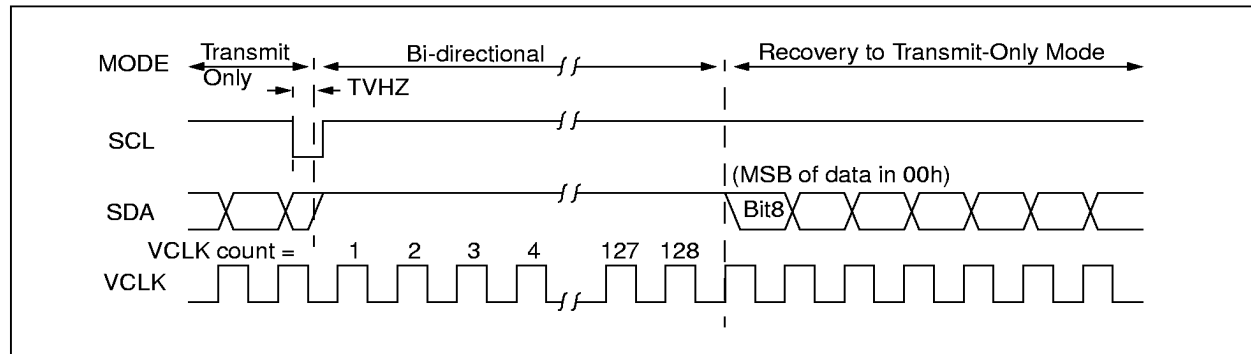 MODE Transmit Only Bi-directional Recovery to Transmit-Only Mode
TVHZ
SCL
(MSB of data in 00h)
SDA Bit8
VCLK count = 1 2 3 4 127 128
VCLK